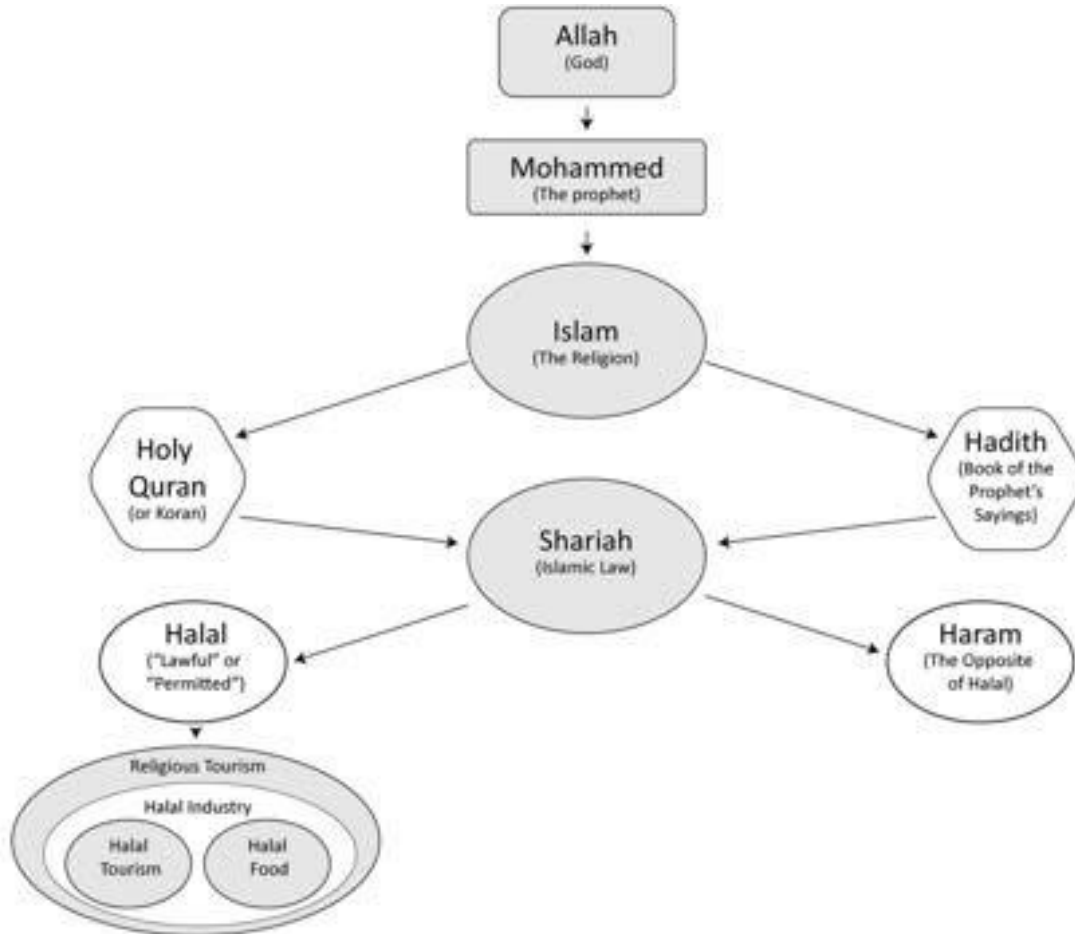 Allah
(God)
Mohammed
(The prophet)
Islam
(The Religion)
Holy
Quran
(or Koran)
Hadith
(Book of the
Prophet's
Sayings)
Shariah
(Islamic Law)
Halal
("Lawful" or
"Permitted")
Haram
(The Opposite
of Halal)
Religious Tourism
Halal Industry
Halal
Tourism
Halal
Food